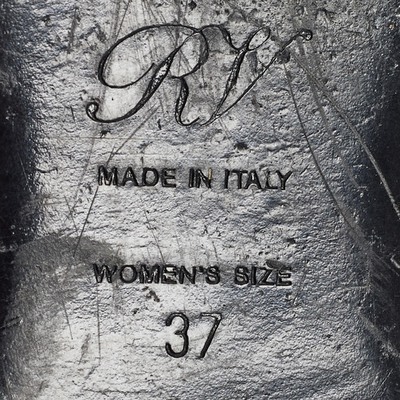 RV
MADE IN ITALY
WOMEN'S SIZE
37